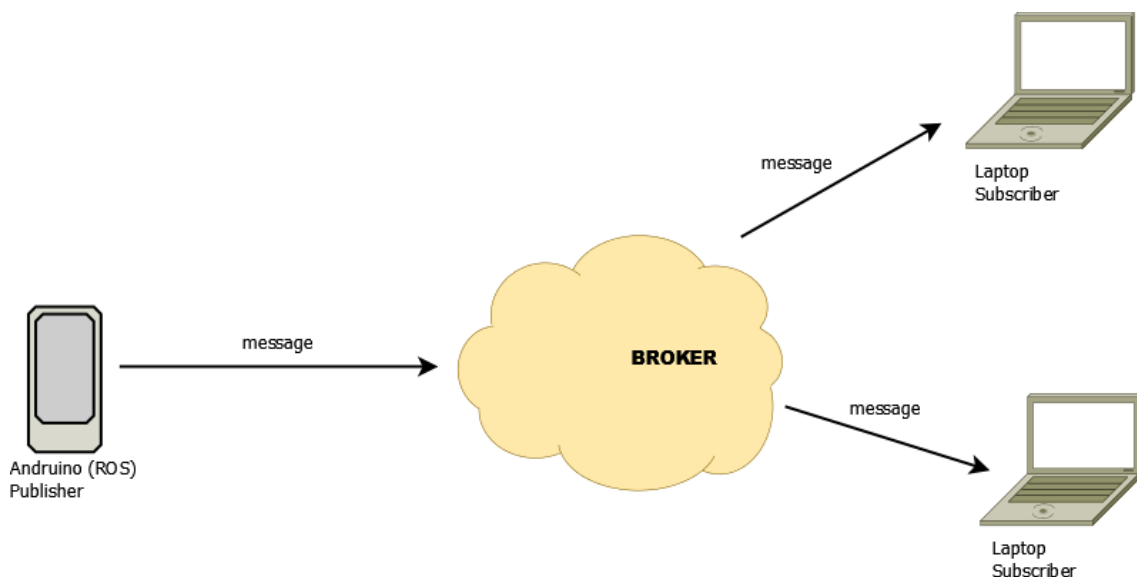 message
Laptop
Subscriber
message
BROKER
message
Andruino (ROS)
Publisher
Laptop
Subscriber